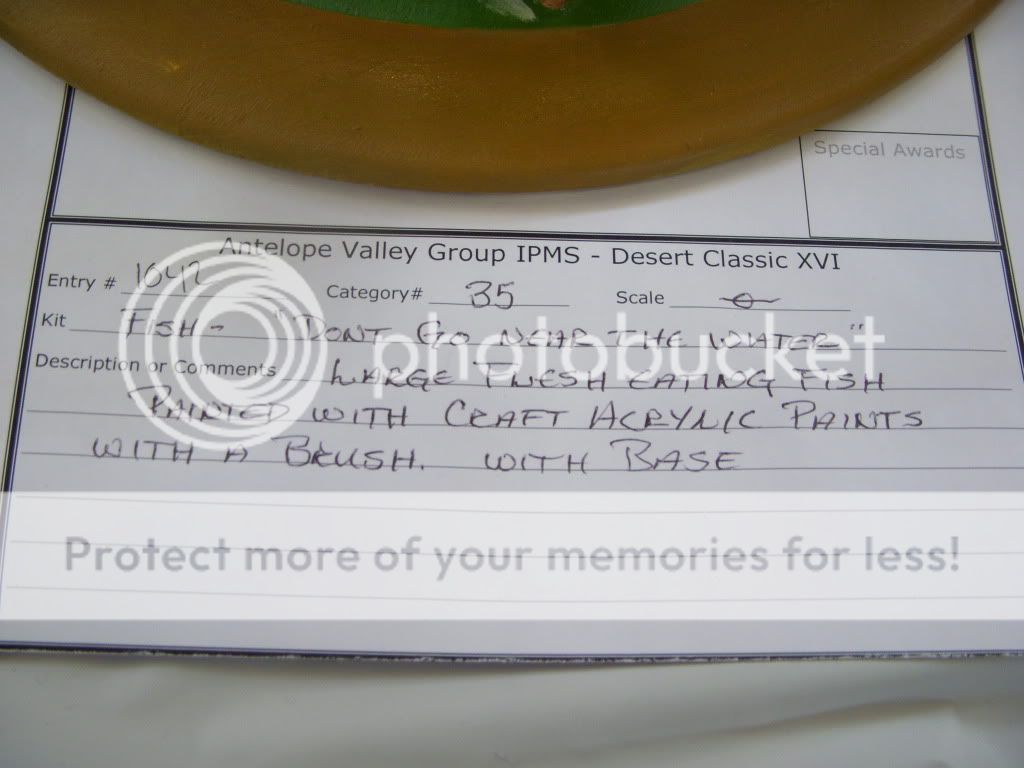 Special Awards
Antelope Valley Group IPMS - Desert Classic XVI
Entry # 1042 Category# 35 Scale
Kit FISH - "DONT GO NEAR THE WATER"
Description or Comments LARGE FLESH EATING FISH
PAINTED WITH CRAFT ACRYLIC PAINTS
WITH A BRUSH. WITH BASE
photobucket
Protect more of your memories for less!